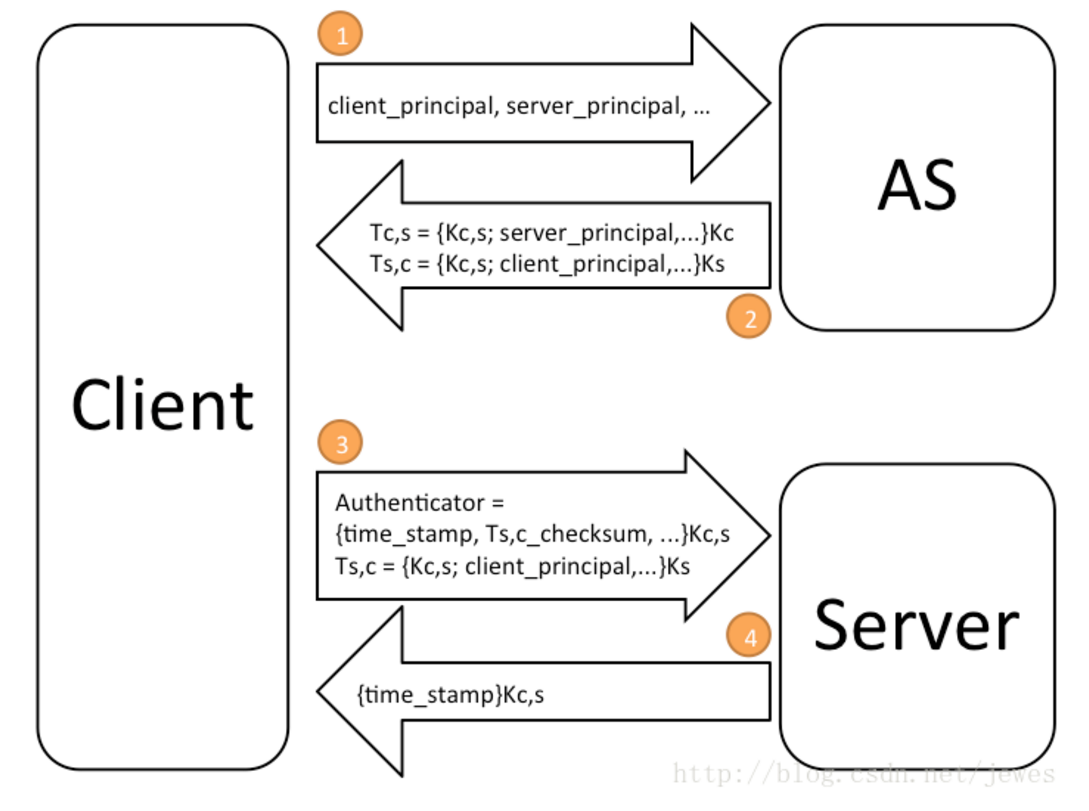 1
client_principal, server_principal, ...
AS
Tc,s = {Kc,s; server_principal,...}Kc
Ts,c = {Kc,s; client_principal,...}Ks
2
Client
3
Authenticator =
{time_stamp, Ts,c_checksum, ...}Kc,s
Ts,c = {Kc,s; client_principal,...}Ks
Server
4
{time_stamp}Kc,s
http://blog.csdn.net/jewes